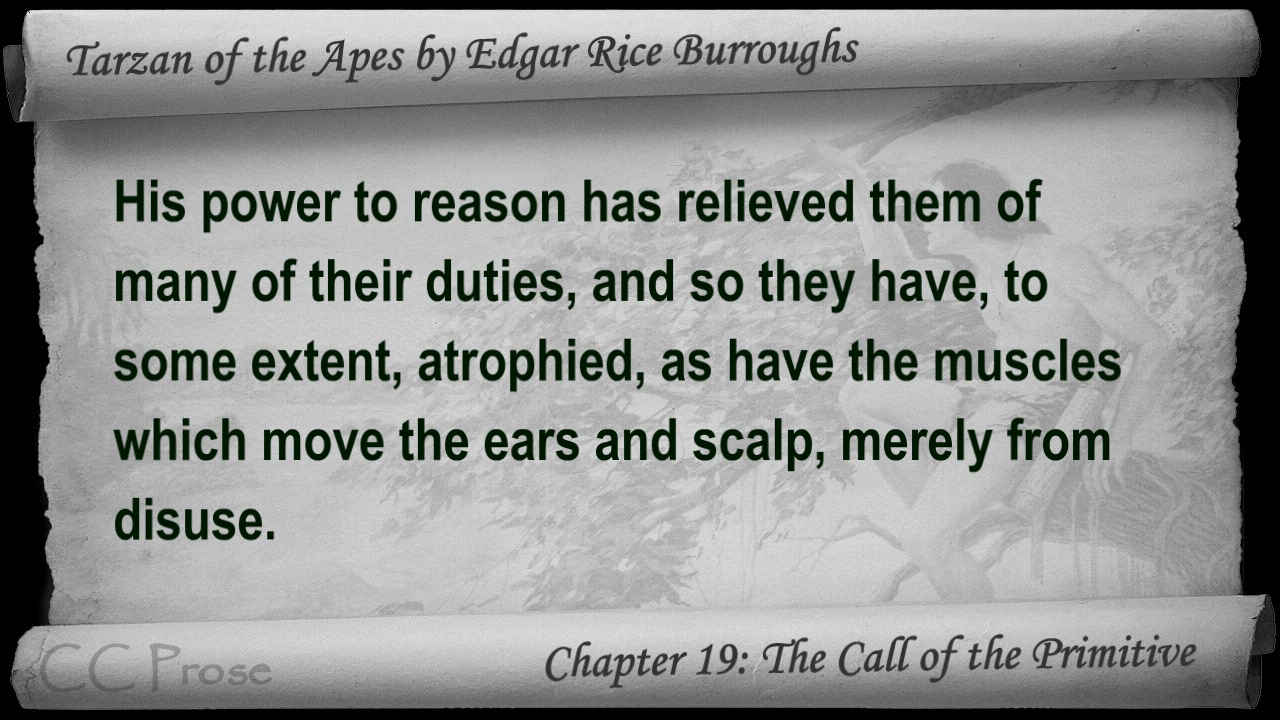 Tarzan of the Apes by Edgar Rice Burroughs
His power to reason has relieved them of
many of their duties, and so they have, to
some extent, atrophied, as have the muscles
which move the ears and scalp, merely from
disuse.
CC Prose
Chapter 19: The Call of the Primitive